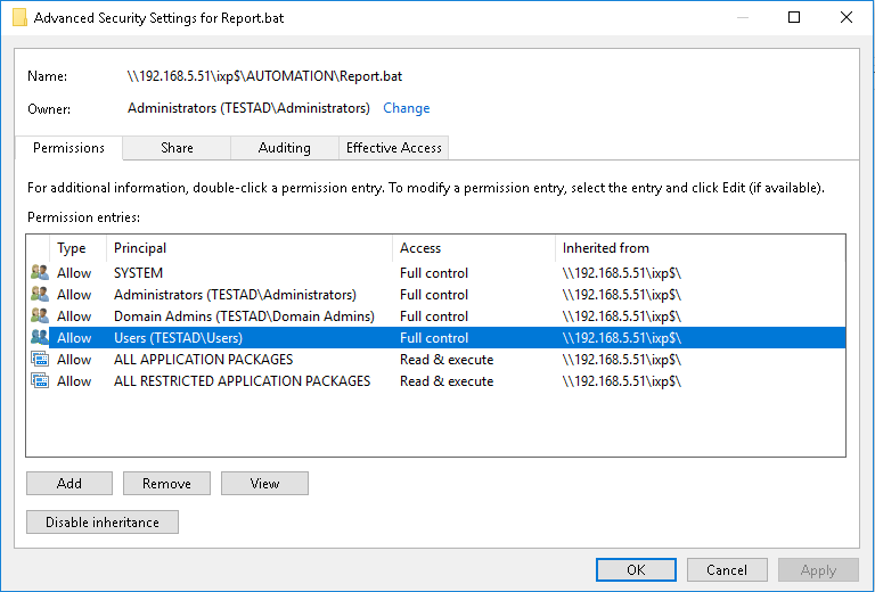 Advanced Security Settings for Report.bat
Name: \\192.168.5.51\ixp$\AUTOMATION\Report.bat
Owner: Administrators (TESTAD\Administrators) Change
Permissions Share Auditing Effective Access
For additional information, double-click a permission entry. To modify a permission entry, select the entry and click Edit (if available).
Permission entries:
Type Principal Access Inherited from
Allow SYSTEM Full control \\192.168.5.51\ixp$\
Allow Administrators (TESTAD\Administrators) Full control \\192.168.5.51\ixp$\
Allow Domain Admins (TESTAD\Domain Admins) Full control \\192.168.5.51\ixp$\
Allow Users (TESTAD\Users) Full control \\192.168.5.51\ixp$\
Allow ALL APPLICATION PACKAGES Read & execute \\192.168.5.51\ixp$\
Allow ALL RESTRICTED APPLICATION PACKAGES Read & execute \\192.168.5.51\ixp$\
Add Remove View
Disable inheritance
OK Cancel Apply